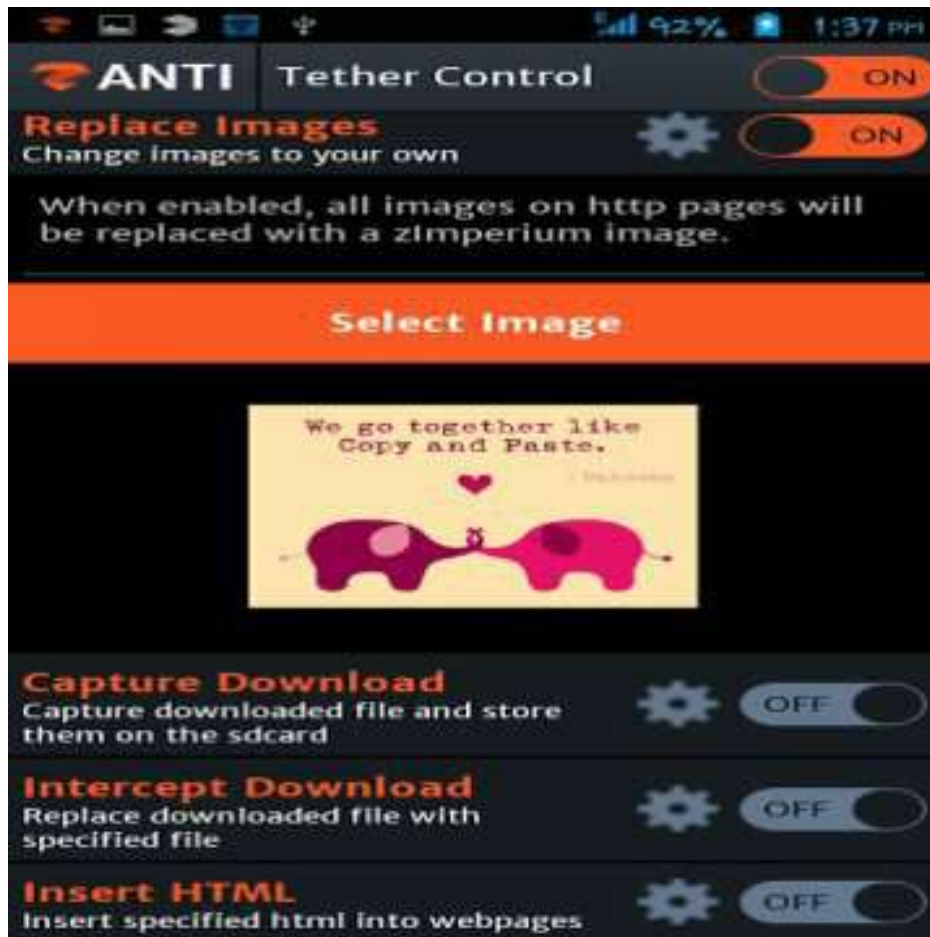 92% 1:37 PM
ANTI Tether Control ON
Replace Images ON
Change images to your own
When enabled, all images on http pages will
be replaced with a zImperium image.
Select Image
We go together like
Copy and Paste.
Capture Download
Capture downloaded file and store OFF
them on the sdcard
Intercept Download
Replace downloaded file with OFF
specified file
Insert HTML
Insert specified html into webpages OFF